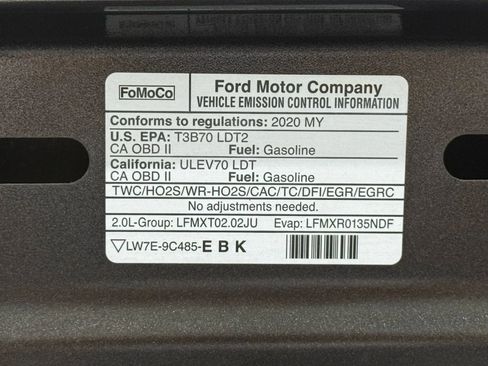 FoMoCo
Ford Motor Company
VEHICLE EMISSION CONTROL INFORMATION
Conforms to regulations: 2020 MY
U.S. EPA: T3B70 LDT2
CA OBD II Fuel: Gasoline
California: ULEV70 LDT
CA OBD II Fuel: Gasoline
TWC/HO2S/WR-HO2S/CAC/TC/DFI/EGR/EGRC
No adjustments needed.
2.0L-Group: LFMXT02.02JU Evap: LFMXR0135NDF
LW7E-9C485-EBK